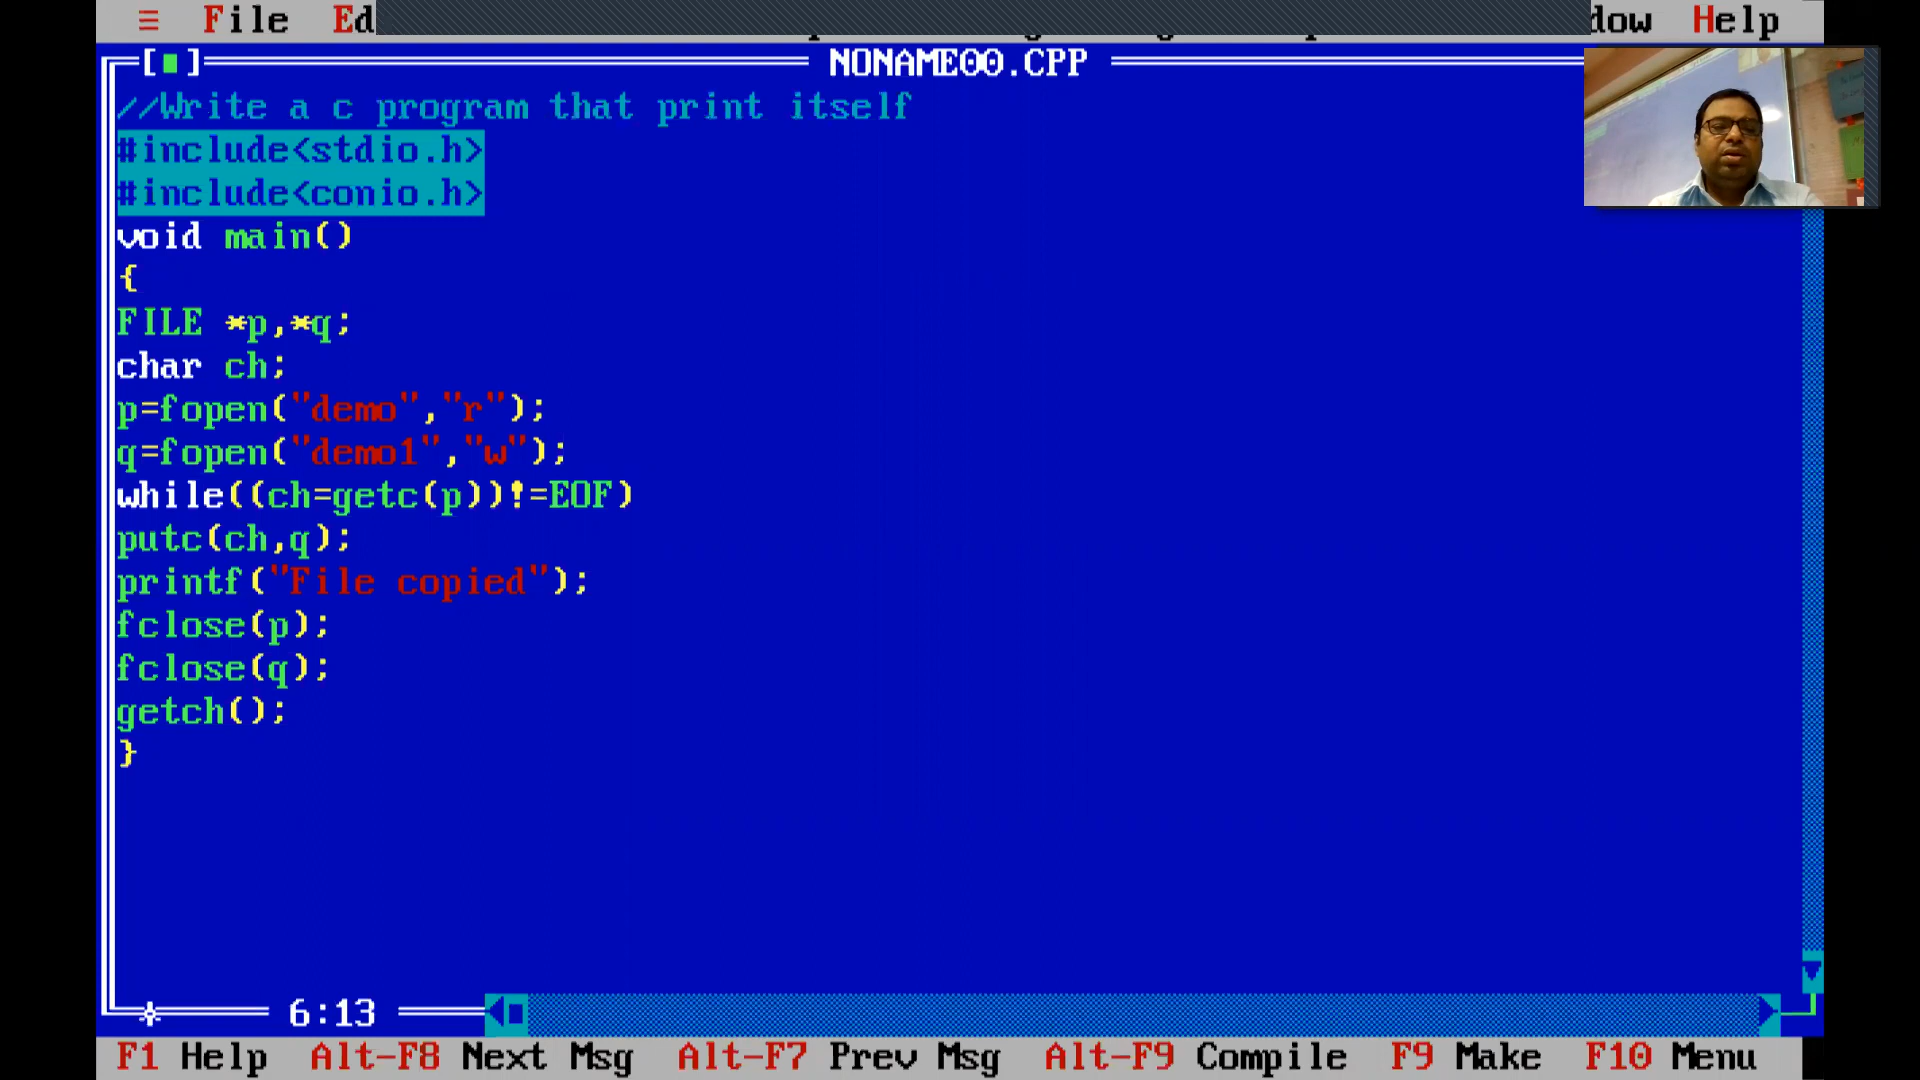 ≡ File Ed dow Help
[■] NONAME00.CPP
//Write a c program that print itself
#include<stdio.h>
#include<conio.h>
void main()
{
FILE *p,*q;
char ch;
p=fopen("demo","r");
q=fopen("demo1","w");
while((ch=getc(p))!=EOF)
putc(ch,q);
printf("File copied");
fclose(p);
fclose(q);
getch();
}
6:13
F1 Help Alt-F8 Next Msg Alt-F7 Prev Msg Alt-F9 Compile F9 Make F10 Menu